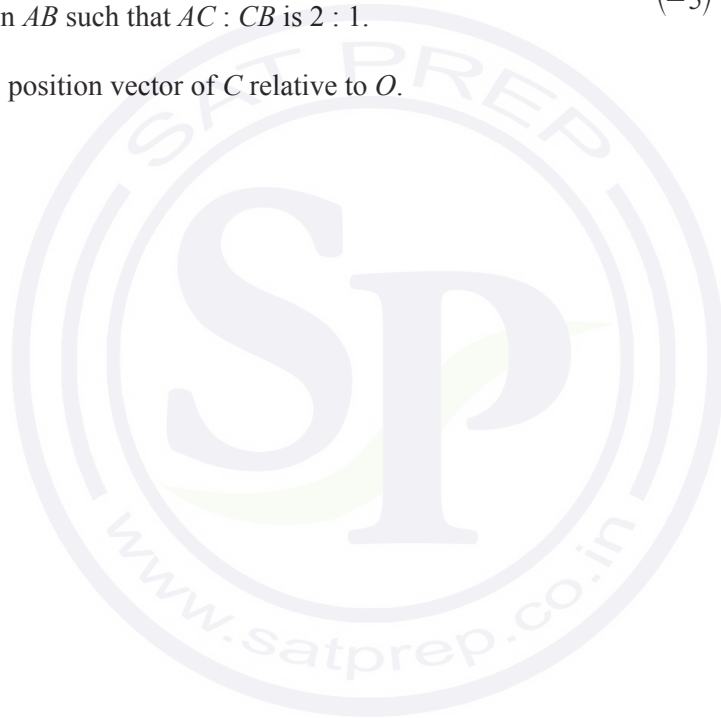 (−5)
n AB such that AC : CB is 2 : 1.
position vector of C relative to O.
SAT PREP
SP
www.satprep.co.in